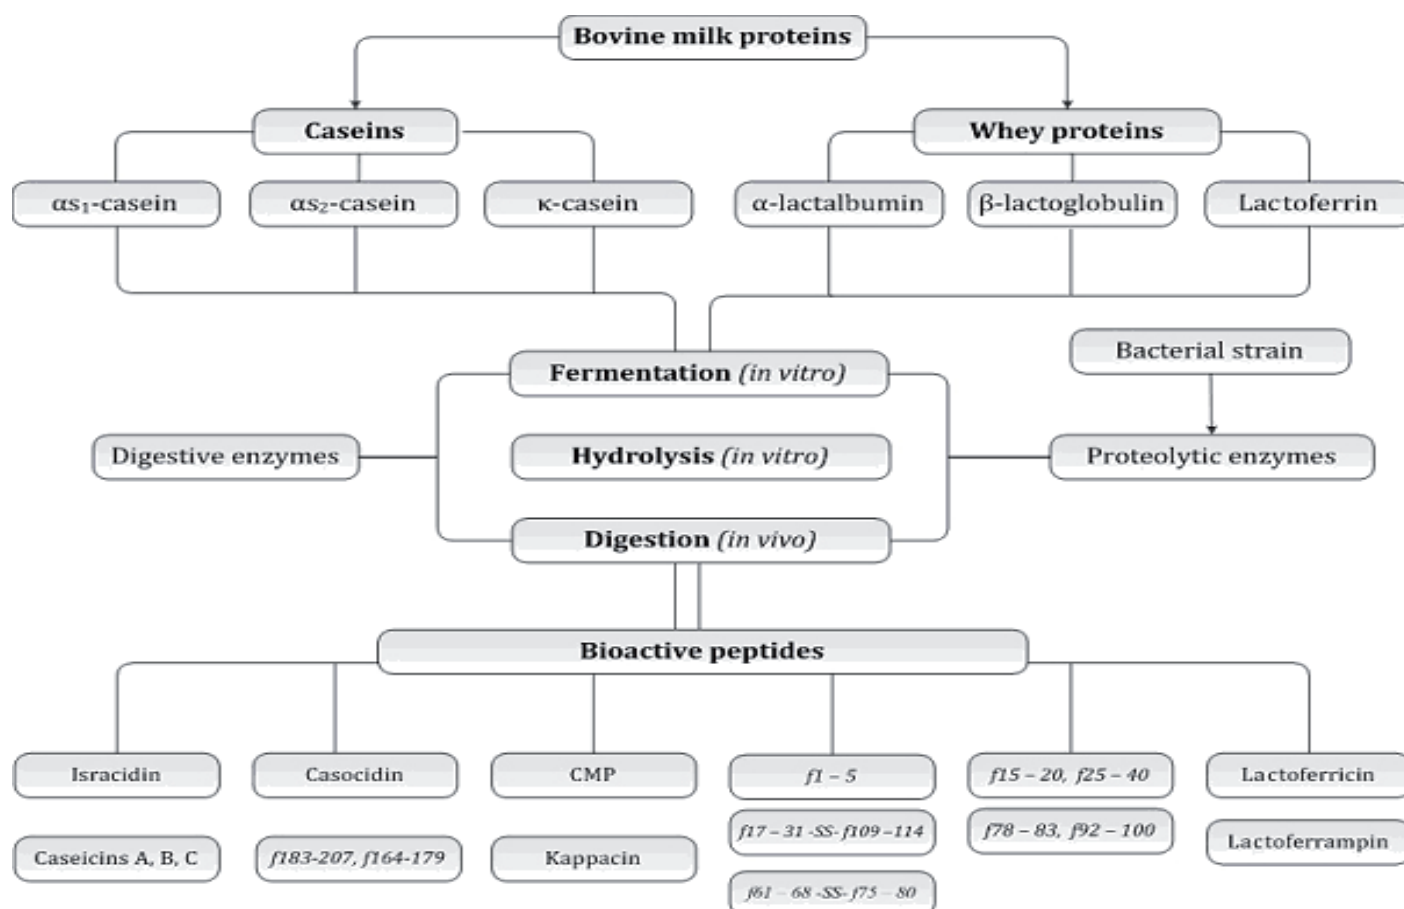 Bovine milk proteins
Caseins
Whey proteins
αs₁-casein
αs₂-casein
κ-casein
α-lactalbumin
β-lactoglobulin
Lactoferrin
Fermentation (in vitro)
Bacterial strain
Digestive enzymes
Hydrolysis (in vitro)
Proteolytic enzymes
Digestion (in vivo)
Bioactive peptides
Isracidin
Casocidin
CMP
f1 – 5
f15 – 20, f25 – 40
Lactoferricin
f17 – 31 -SS- f109 –114
f78 – 83, f92 – 100
Lactoferrampin
Caseicins A, B, C
f183-207, f164-179
Kappacin
f61 – 68 -SS- f75 – 80